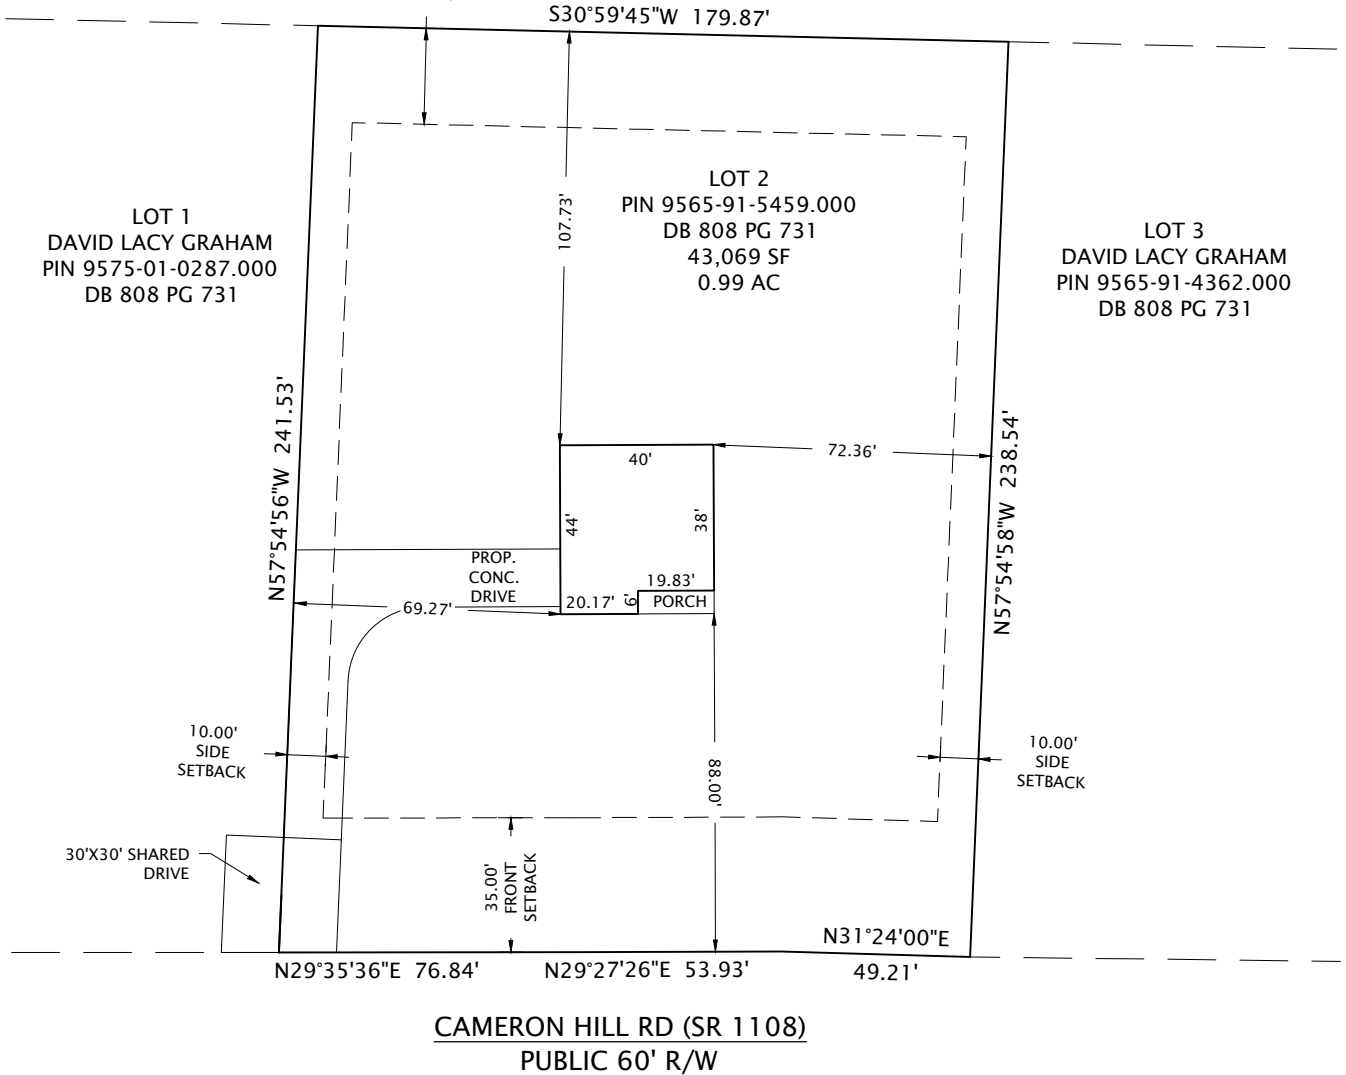 S30°59'45"W 179.87'
LOT 1
DAVID LACY GRAHAM
PIN 9575-01-0287.000
DB 808 PG 731
107.73'
LOT 2
PIN 9565-91-5459.000
DB 808 PG 731
43,069 SF
0.99 AC
LOT 3
DAVID LACY GRAHAM
PIN 9565-91-4362.000
DB 808 PG 731
N57°54'56"W 241.53'
40'
72.36'
44'
38'
N57°54'58"W 238.54'
PROP.
CONC.
DRIVE
69.27'
20.17'
6'
19.83'
PORCH
10.00'
SIDE
SETBACK
88.00'
10.00'
SIDE
SETBACK
30'X30' SHARED
DRIVE
35.00'
FRONT
SETBACK
N29°35'36"E 76.84'
N29°27'26"E 53.93'
N31°24'00"E
49.21'
CAMERON HILL RD (SR 1108)
PUBLIC 60' R/W